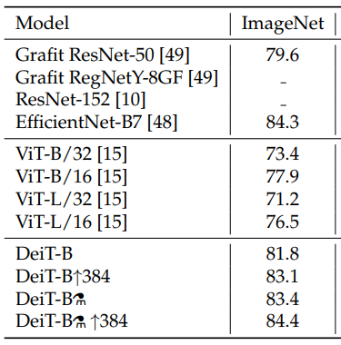 Model ImageNet
Grafit ResNet-50 [49] 79.6
Grafit RegNetY-8GF [49] -
ResNet-152 [10] -
EfficientNet-B7 [48] 84.3
ViT-B/32 [15] 73.4
ViT-B/16 [15] 77.9
ViT-L/32 [15] 71.2
ViT-L/16 [15] 76.5
DeiT-B 81.8
DeiT-B↑384 83.1
DeiT-B⚗ 83.4
DeiT-B⚗ ↑384 84.4